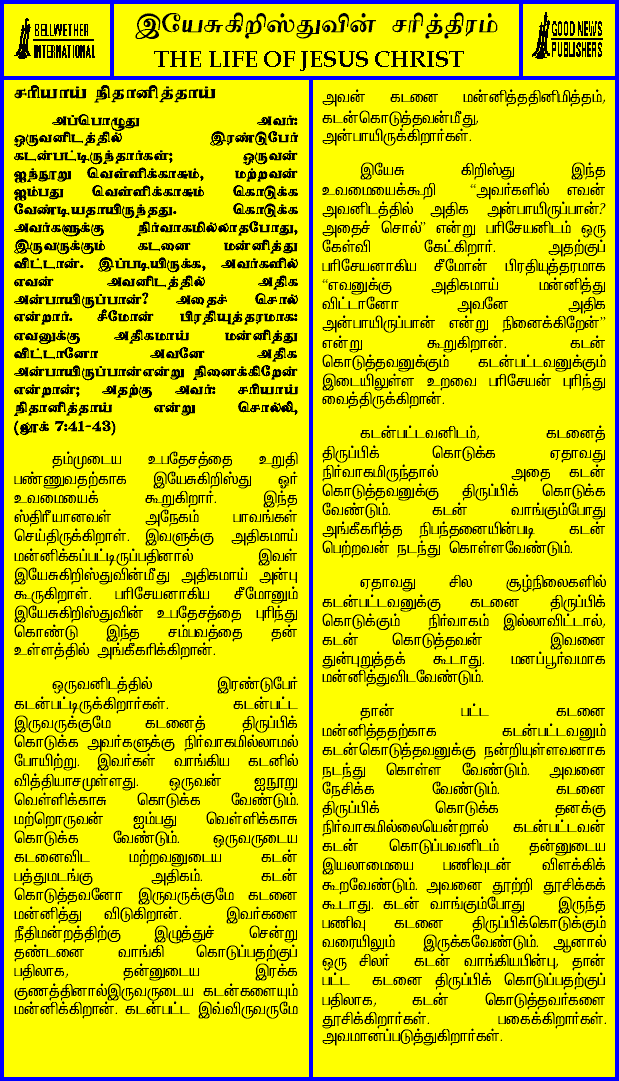 BELLWETHER
INTERNATIONAL
இயேசுகிறிஸ்துவின் சரித்திரம்
THE LIFE OF JESUS CHRIST
GOOD NEWS
PUBLISHERS
சரியாய் நிதானித்தாய்
அப்பொழுது அவர்:
ஒருவனிடத்தில் இரண்டுபேர்
கடன்பட்டிருந்தார்கள்; ஒருவன்
ஐந்நூறு வெள்ளிக்காசும், மற்றவன்
ஐம்பது வெள்ளிக்காசும் கொடுக்க
வேண்டியதாயிருந்தது. கொடுக்க
அவர்களுக்கு நிர்வாகமில்லாதபோது,
இருவருக்கும் கடனை மன்னித்து
விட்டான். இப்படியிருக்க, அவர்களில்
எவன் அவனிடத்தில் அதிக
அன்பாயிருப்பான்? அதைச் சொல்
என்றார். சீமோன் பிரதியுத்தரமாக:
எவனுக்கு அதிகமாய் மன்னித்து
விட்டானோ அவனே அதிக
அன்பாயிருப்பான்என்று நினைக்கிறேன்
என்றான்; அதற்கு அவர்: சரியாய்
நிதானித்தாய் என்று சொல்லி,
(லூக் 7:41-43)
தம்முடைய உபதேசத்தை உறுதி
பண்ணுவதற்காக இயேசுகிறிஸ்து ஓர்
உவமையைக் கூறுகிறார். இந்த
ஸ்திரீயானவள் அநேகம் பாவங்கள்
செய்திருக்கிறாள். இவளுக்கு அதிகமாய்
மன்னிக்கப்பட்டிருப்பதினால் இவள்
இயேசுகிறிஸ்துவின்மீது அதிகமாய் அன்பு
கூருகிறாள். பரிசேயனாகிய சீமோனும்
இயேசுகிறிஸ்துவின் உபதேசத்தை புரிந்து
கொண்டு இந்த சம்பவத்தை தன்
உள்ளத்தில் அங்கீகரிக்கிறான்.
ஒருவனிடத்தில் இரண்டுபேர்
கடன்பட்டிருக்கிறார்கள். கடன்பட்ட
இருவருக்குமே கடனைத் திருப்பிக்
கொடுக்க அவர்களுக்கு நிர்வாகமில்லாமல்
போயிற்று. இவர்கள் வாங்கிய கடனில்
வித்தியாசமுள்ளது. ஒருவன் ஐநூறு
வெள்ளிக்காசு கொடுக்க வேண்டும்.
மற்றொருவன் ஐம்பது வெள்ளிக்காசு
கொடுக்க வேண்டும். ஒருவருடைய
கடனைவிட மற்றவனுடைய கடன்
பத்துமடங்கு அதிகம். கடன்
கொடுத்தவனோ இருவருக்குமே கடனை
மன்னித்து விடுகிறான். இவர்களை
நீதிமன்றத்திற்கு இழுத்துச் சென்று
தண்டனை வாங்கி கொடுப்பதற்குப்
பதிலாக, தன்னுடைய இரக்க
குணத்தினால்இருவருடைய கடன்களையும்
மன்னிக்கிறான். கடன்பட்ட இவ்விருவருமே
அவன் கடனை மன்னித்ததினிமித்தம்,
கடன்கொடுத்தவன்மீது,
அன்பாயிருக்கிறார்கள்.
இயேசு கிறிஸ்து இந்த
உவமையைக்கூறி “அவர்களில் எவன்
அவனிடத்தில் அதிக அன்பாயிருப்பான்?
அதைச் சொல்” என்று பரிசேயனிடம் ஒரு
கேள்வி கேட்கிறார். அதற்குப்
பரிசேயனாகிய சீமோன் பிரதியுத்தரமாக
“எவனுக்கு அதிகமாய் மன்னித்து
விட்டானோ அவனே அதிக
அன்பாயிருப்பான் என்று நினைக்கிறேன்”
என்று கூறுகிறான். கடன்
கொடுத்தவனுக்கும் கடன்பட்டவனுக்கும்
இடையிலுள்ள உறவை பரிசேயன் புரிந்து
வைத்திருக்கிறான்.
கடன்பட்டவனிடம், கடனைத்
திருப்பிக் கொடுக்க ஏதாவது
நிர்வாகமிருந்தால் அதை கடன்
கொடுத்தவனுக்கு திருப்பிக் கொடுக்க
வேண்டும். கடன் வாங்கும்போது
அங்கீகரித்த நிபந்தனையின்படி கடன்
பெற்றவன் நடந்து கொள்ளவேண்டும்.
ஏதாவது சில சூழ்நிலைகளில்
கடன்பட்டவனுக்கு கடனை திருப்பிக்
கொடுக்கும் நிர்வாகம் இல்லாவிட்டால்,
கடன் கொடுத்தவன் இவனை
துன்புறுத்தக் கூடாது. மனப்பூர்வமாக
மன்னித்துவிடவேண்டும்.
தான் பட்ட கடனை
மன்னித்ததற்காக கடன்பட்டவனும்
கடன்கொடுத்தவனுக்கு நன்றியுள்ளவனாக
நடந்து கொள்ள வேண்டும். அவனை
நேசிக்க வேண்டும். கடனை
திருப்பிக் கொடுக்க தனக்கு
நிர்வாகமில்லையென்றால் கடன்பட்டவன்
கடன் கொடுப்பவனிடம் தன்னுடைய
இயலாமையை பணிவுடன் விளக்கிக்
கூறவேண்டும். அவனை தூற்றி தூசிக்கக்
கூடாது. கடன் வாங்கும்போது இருந்த
பணிவு கடனை திருப்பிக்கொடுக்கும்
வரையிலும் இருக்கவேண்டும். ஆனால்
ஒரு சிலர் கடன் வாங்கியபின்பு, தான்
பட்ட கடனை திருப்பிக் கொடுப்பதற்குப்
பதிலாக, கடன் கொடுத்தவர்களை
தூசிக்கிறார்கள். பகைக்கிறார்கள்.
அவமானப்படுத்துகிறார்கள்.